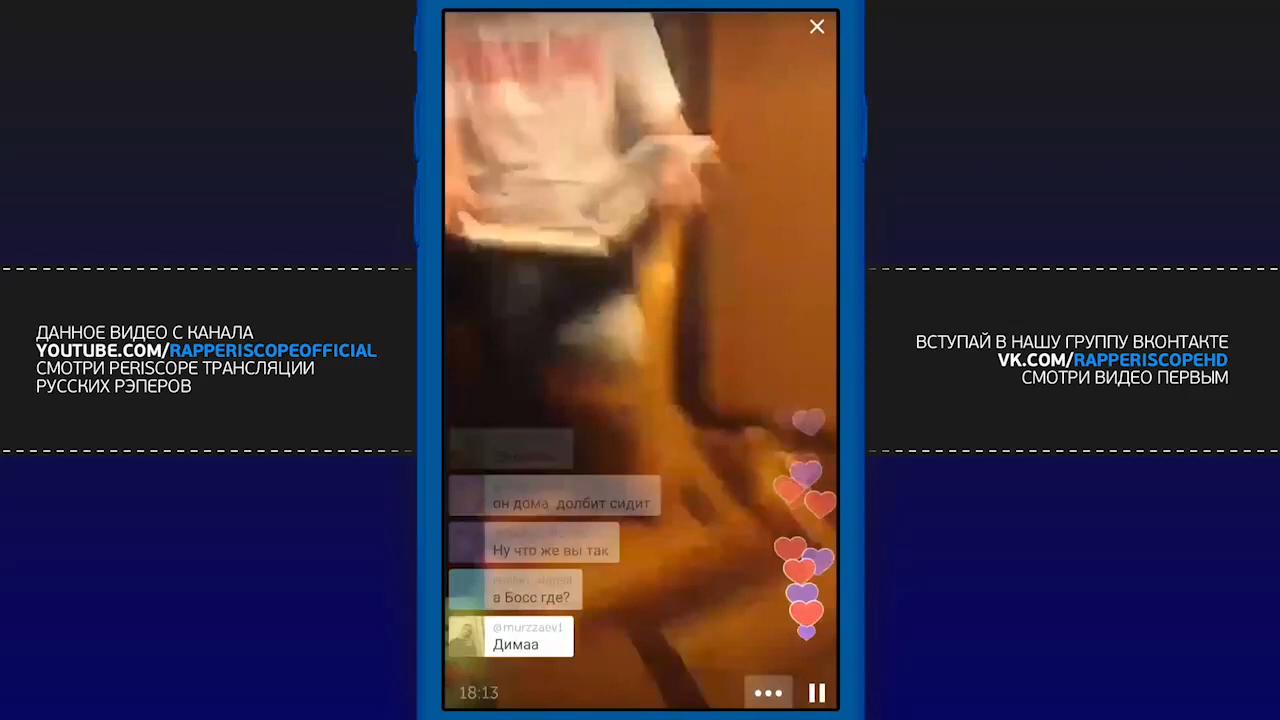 ДАННОЕ ВИДЕО С КАНАЛА
YOUTUBE.COM/RAPPERISCOPEOFFICIAL
СМОТРИ PERISCOPE ТРАНСЛЯЦИИ
РУССКИХ РЭПЕРОВ
он дома долбит сидит
Ну что же вы так
а Босс где?
@murzzaev1
Димаа
18:13
ВСТУПАЙ В НАШУ ГРУППУ ВКОНТАКТЕ
VK.COM/RAPPERISCOPEHD
СМОТРИ ВИДЕО ПЕРВЫМ